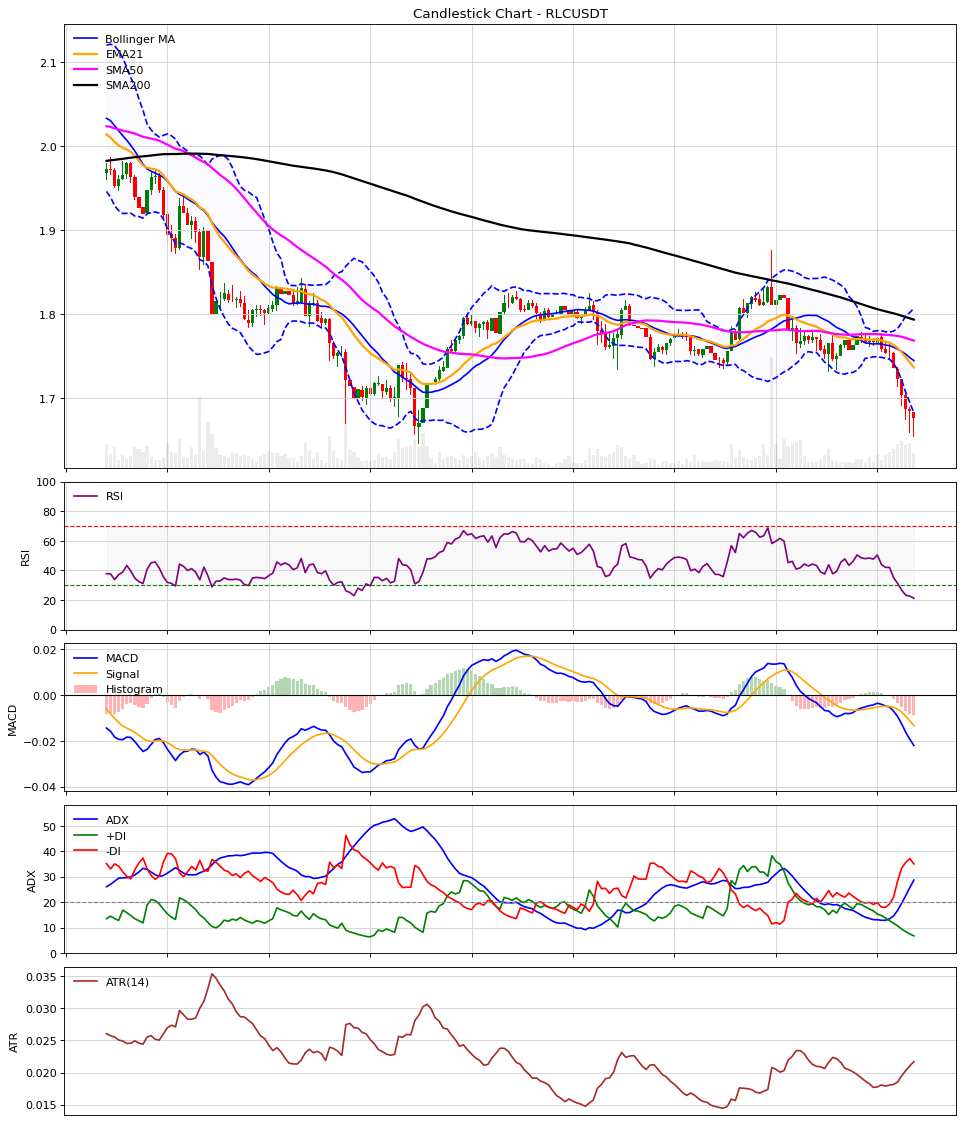 Candlestick Chart - RLCUSDT
Bollinger MA
EMA21
SMA50
SMA200
2.1
2.0
1.9
1.8
1.7
RSI
100
80
60
40
20
0
RSI
MACD
Signal
Histogram
0.02
0.00
−0.02
−0.04
MACD
ADX
+DI
-DI
50
40
30
20
10
0
ADX
ATR(14)
0.035
0.030
0.025
0.020
0.015
ATR